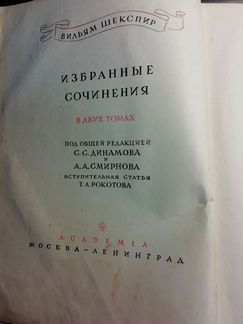 ВИЛЬЯМ ШЕКСПИР
ИЗБРАННЫЕ
СОЧИНЕНИЯ
В ДВУХ ТОМАХ
ПОД ОБЩЕЙ РЕДАКЦИЕЙ
С.С. ДИНАМОВА
И
А.А. СМИРНОВА
ВСТУПИТЕЛЬНАЯ СТАТЬЯ
Т.А. РОКОТОВА
ACADEMIA
МОСКВА–ЛЕНИНГРАД